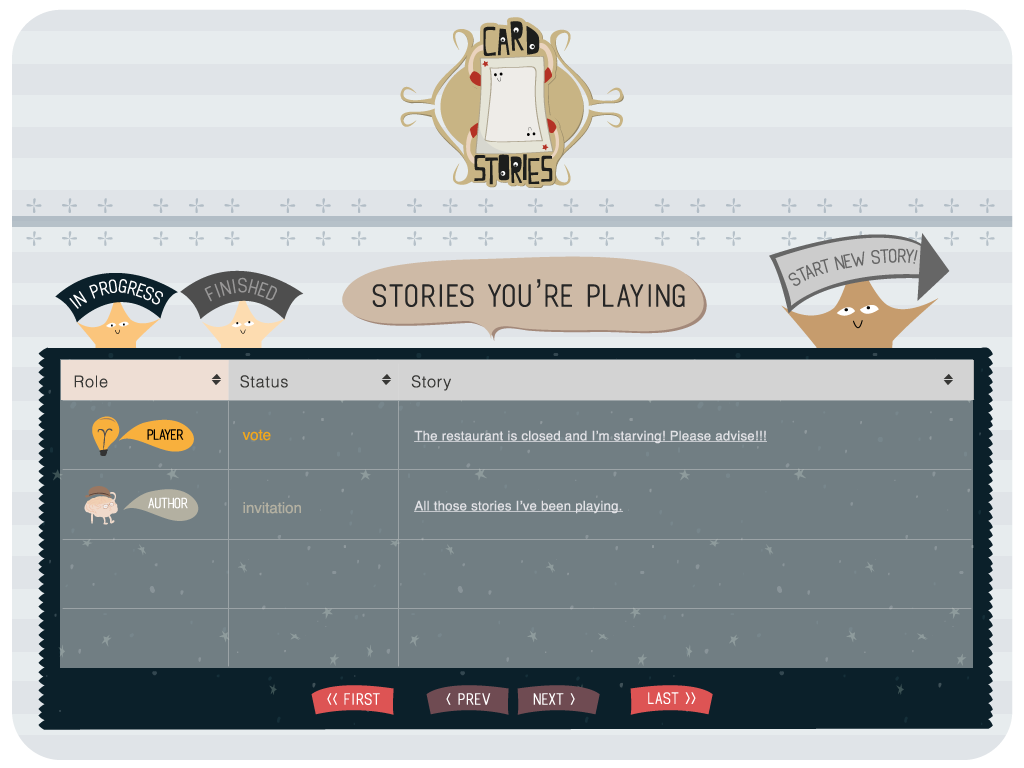 CARD
STORIES
IN PROGRESS
FINISHED
STORIES YOU'RE PLAYING
START NEW STORY!
Role
Status
Story
PLAYER
vote
The restaurant is closed and I'm starving! Please advise!!!
AUTHOR
invitation
All those stories I've been playing.
<< FIRST
< PREV
NEXT >
LAST >>